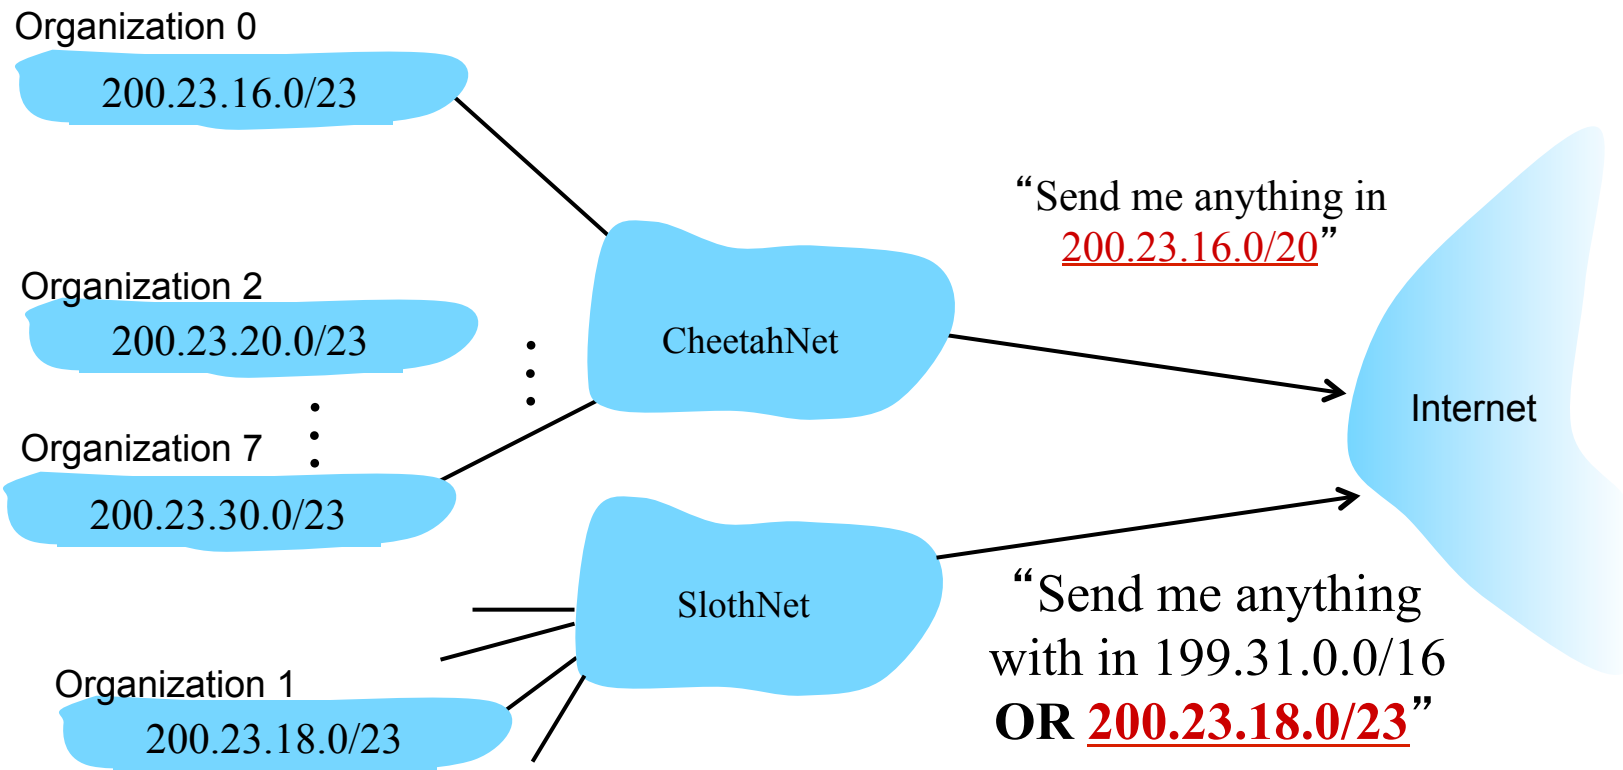 Organization 0
200.23.16.0/23
“Send me anything in
200.23.16.0/20”
Organization 2
200.23.20.0/23
CheetahNet
Internet
Organization 7
200.23.30.0/23
SlothNet
“Send me anything
with in 199.31.0.0/16
OR 200.23.18.0/23”
Organization 1
200.23.18.0/23